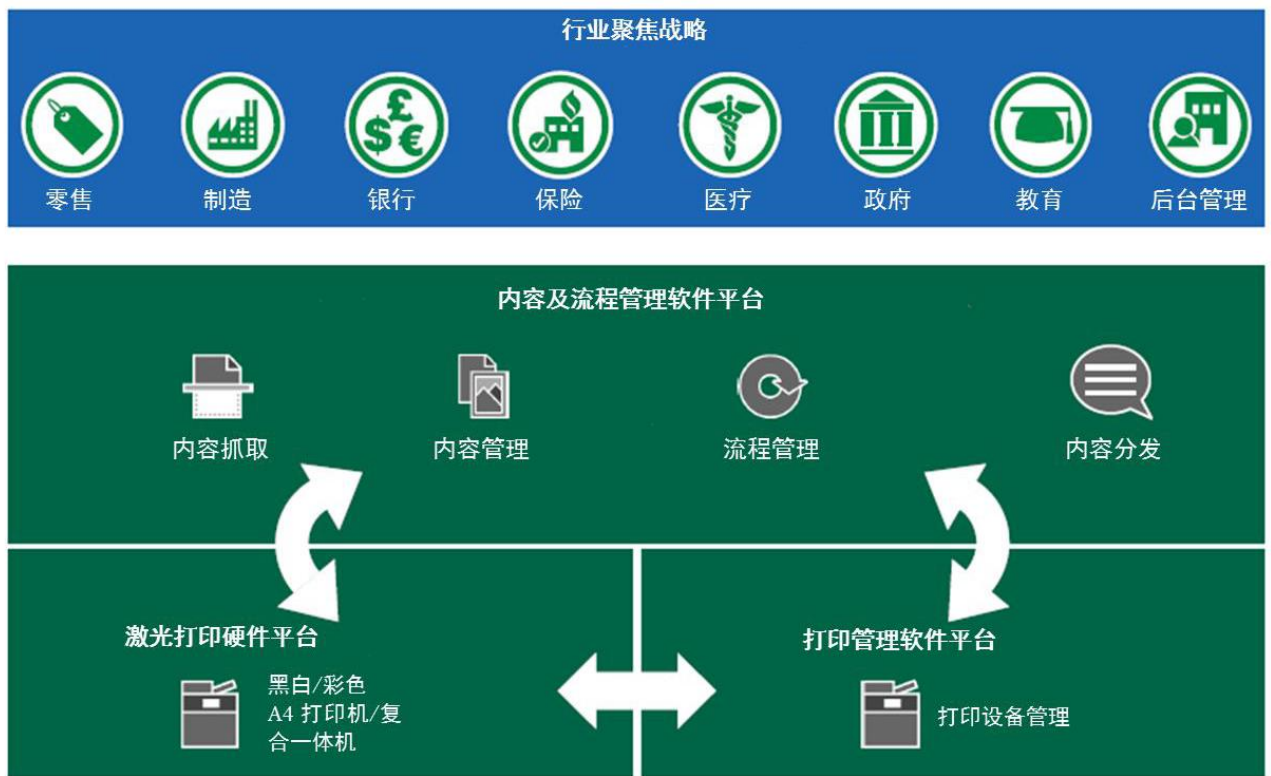 行业聚焦战略
零售
制造
银行
保险
医疗
政府
教育
后台管理
内容及流程管理软件平台
内容抓取
内容管理
流程管理
内容分发
激光打印硬件平台
黑白/彩色
A4 打印机/复
合一体机
打印管理软件平台
打印设备管理